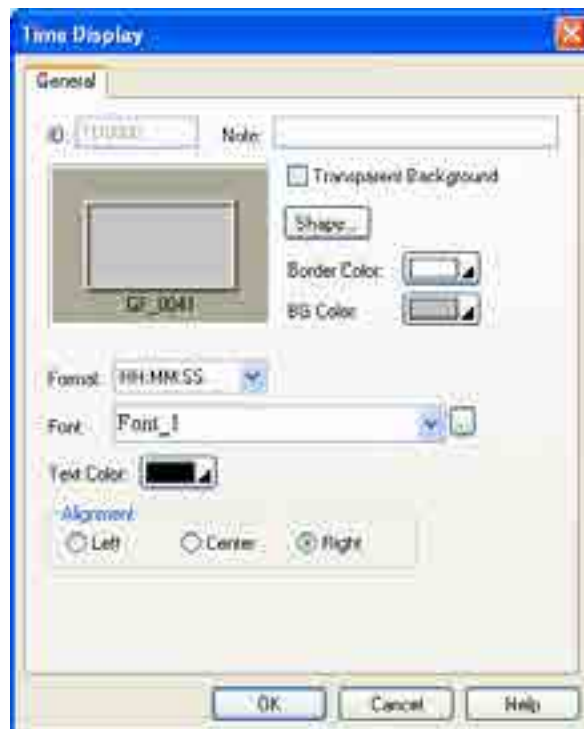 Time Display
General
ID: Note:
Transparent Background
Shape...
Border Color:
GF_0041
BG Color:
Format: HH:MM:SS
Font: Font_1 ...
Text Color:
Alignment
Left Center Right
OK Cancel Help